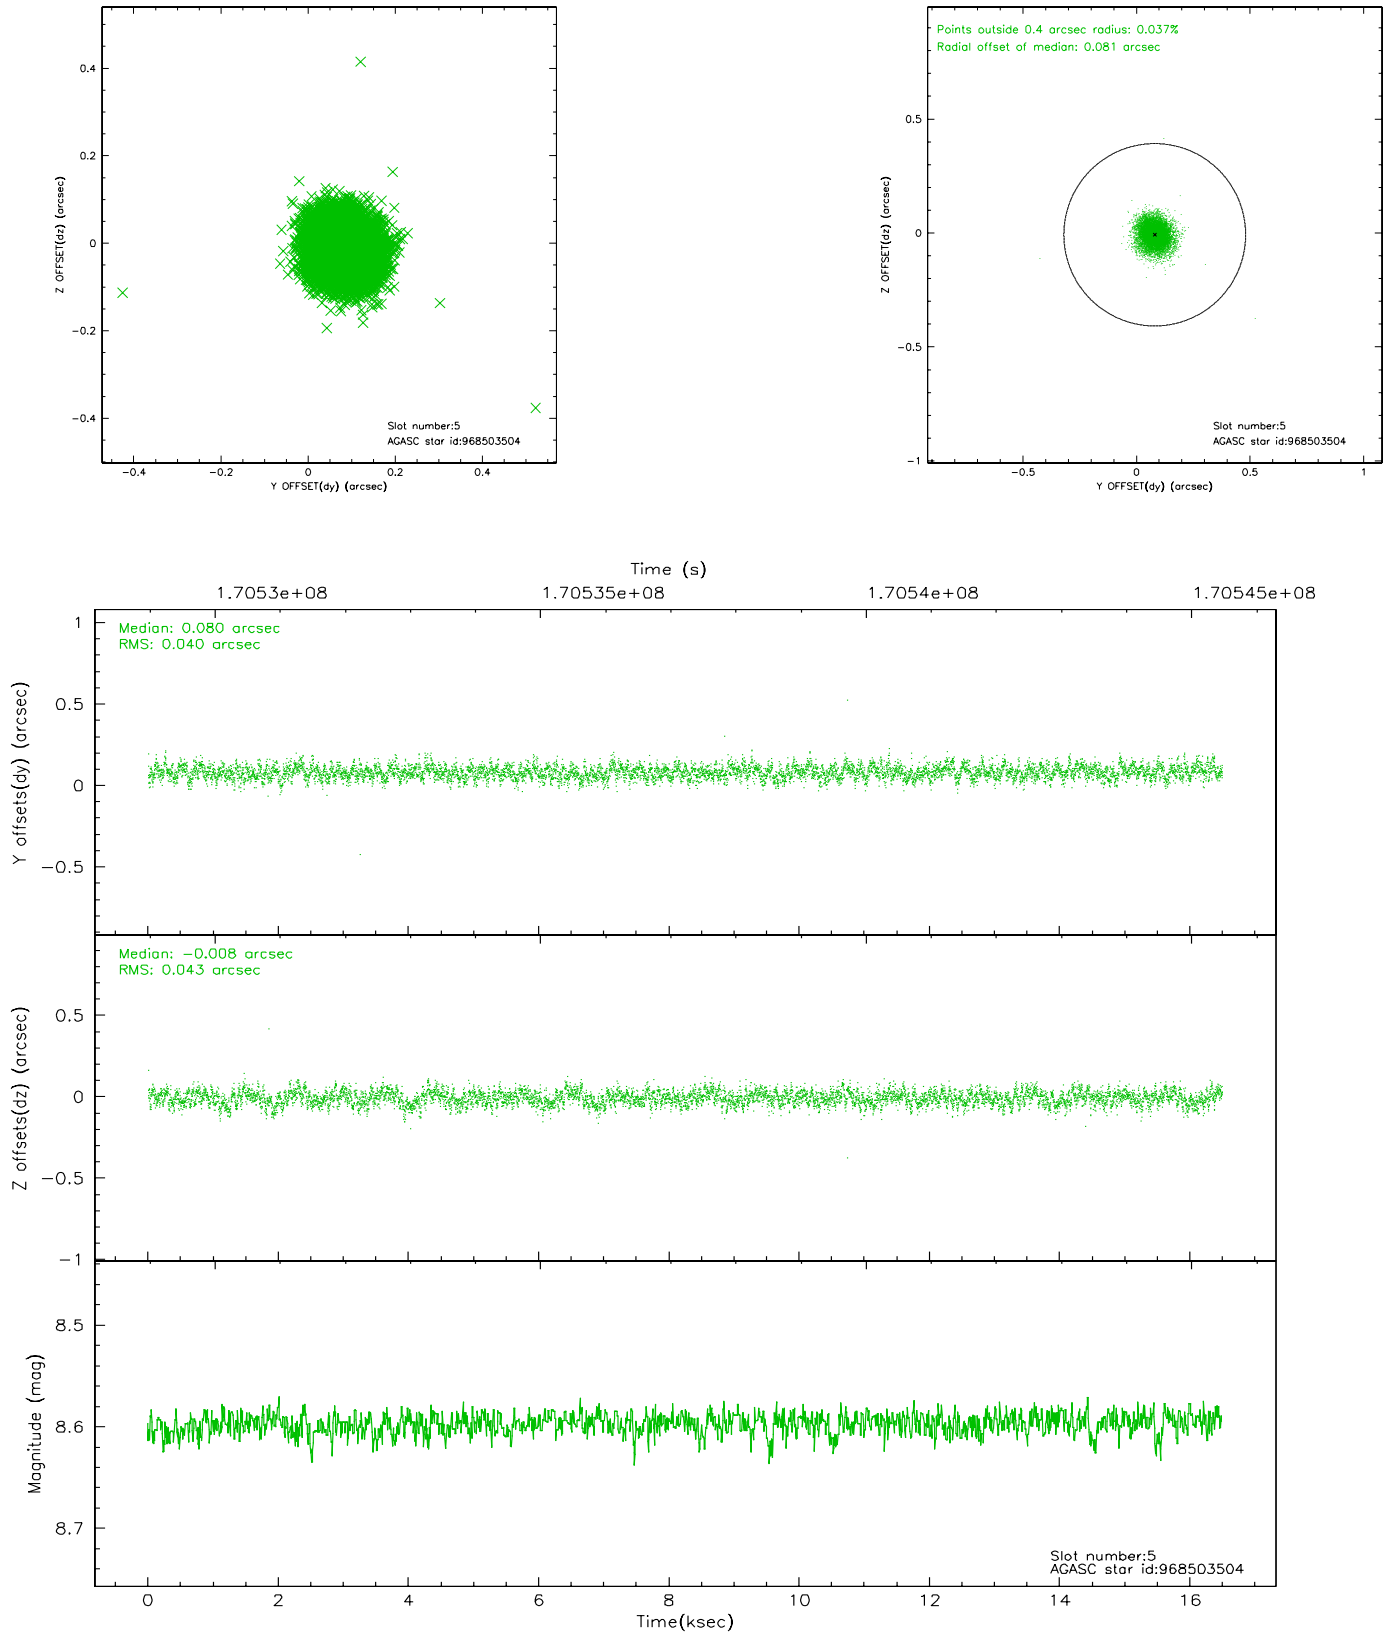 0.4
0.2
0
-0.2
-0.4
Z OFFSET(dz) (arcsec)
Slot number:5
AGASC star id:968503504
-0.4 -0.2 0 0.2 0.4
Y OFFSET(dy) (arcsec)
Points outside 0.4 arcsec radius: 0.037%
Radial offset of median: 0.081 arcsec
0.5
0
-0.5
-1
Z OFFSET(dz) (arcsec)
Slot number:5
AGASC star id:968503504
-0.5 0 0.5 1
Y OFFSET(dy) (arcsec)
Time (s)
1.7053e+08 1.70535e+08 1.7054e+08 1.70545e+08
Median: 0.080 arcsec
RMS: 0.040 arcsec
1
0.5
0
-0.5
Y offsets(dy) (arcsec)
Median: -0.008 arcsec
RMS: 0.043 arcsec
0.5
0
-0.5
-1
Z offsets(dz) (arcsec)
8.5
8.6
8.7
Magnitude (mag)
Slot number:5
AGASC star id:968503504
0 2 4 6 8 10 12 14 16
Time(ksec)